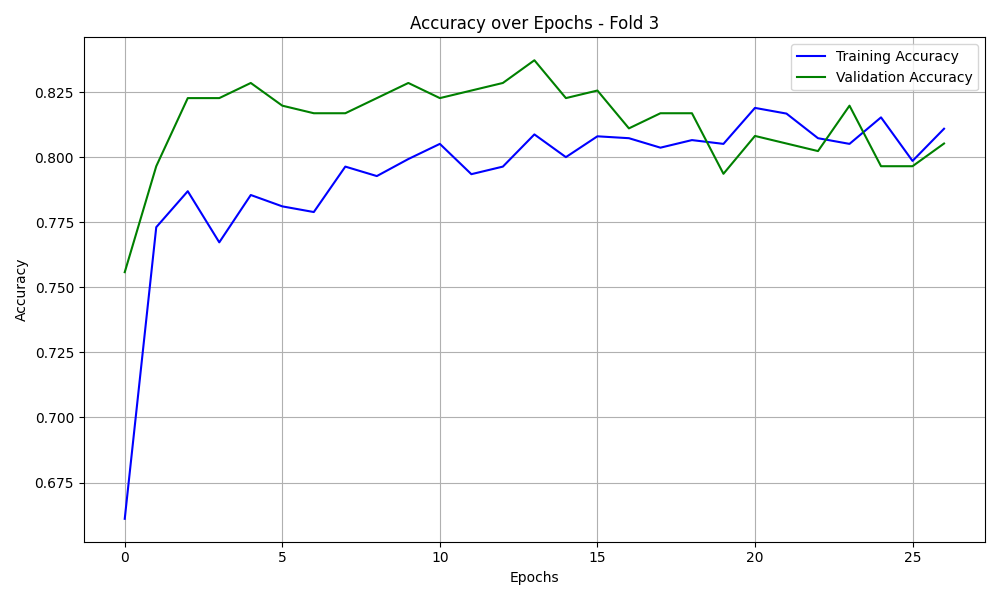 Accuracy over Epochs - Fold 3
Training Accuracy
Validation Accuracy
0.825
0.800
0.775
0.750
0.725
0.700
0.675
Accuracy
0 5 10 15 20 25
Epochs